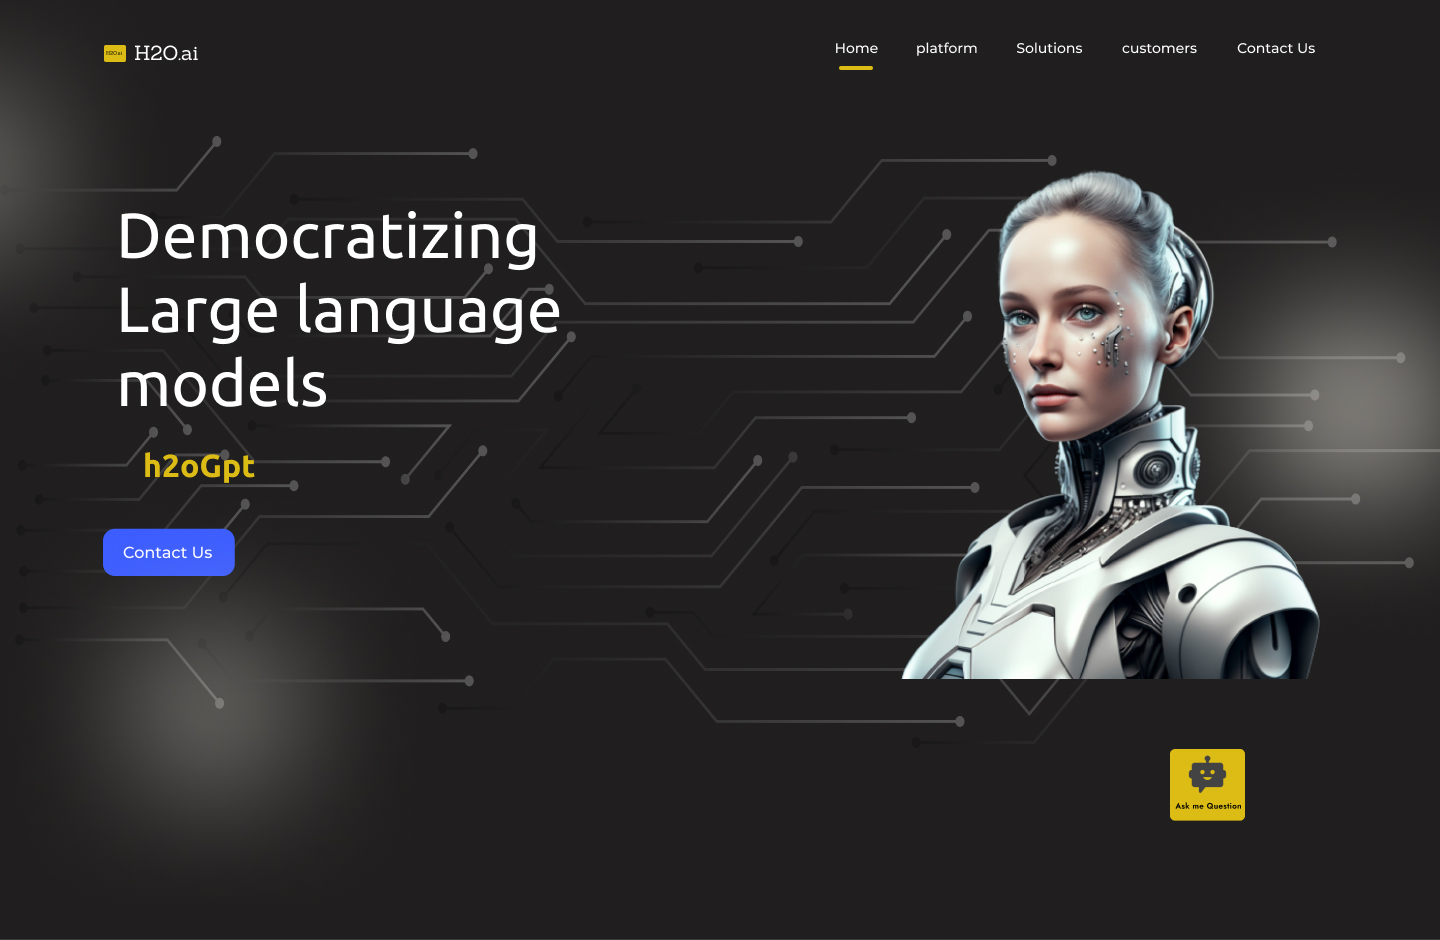 H2O.ai
H2O.ai
Home
platform
Solutions
customers
Contact Us
Democratizing
Large language
models
h2oGpt
Contact Us
Ask me Question